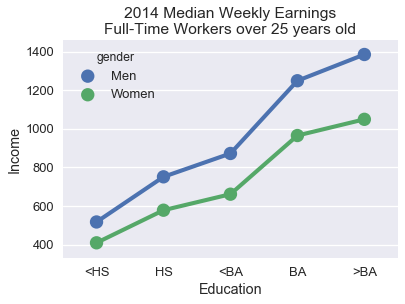 2014 Median Weekly Earnings
Full-Time Workers over 25 years old
gender
Men
Women
Income
1400
1200
1000
800
600
400
<HS HS <BA BA >BA
Education